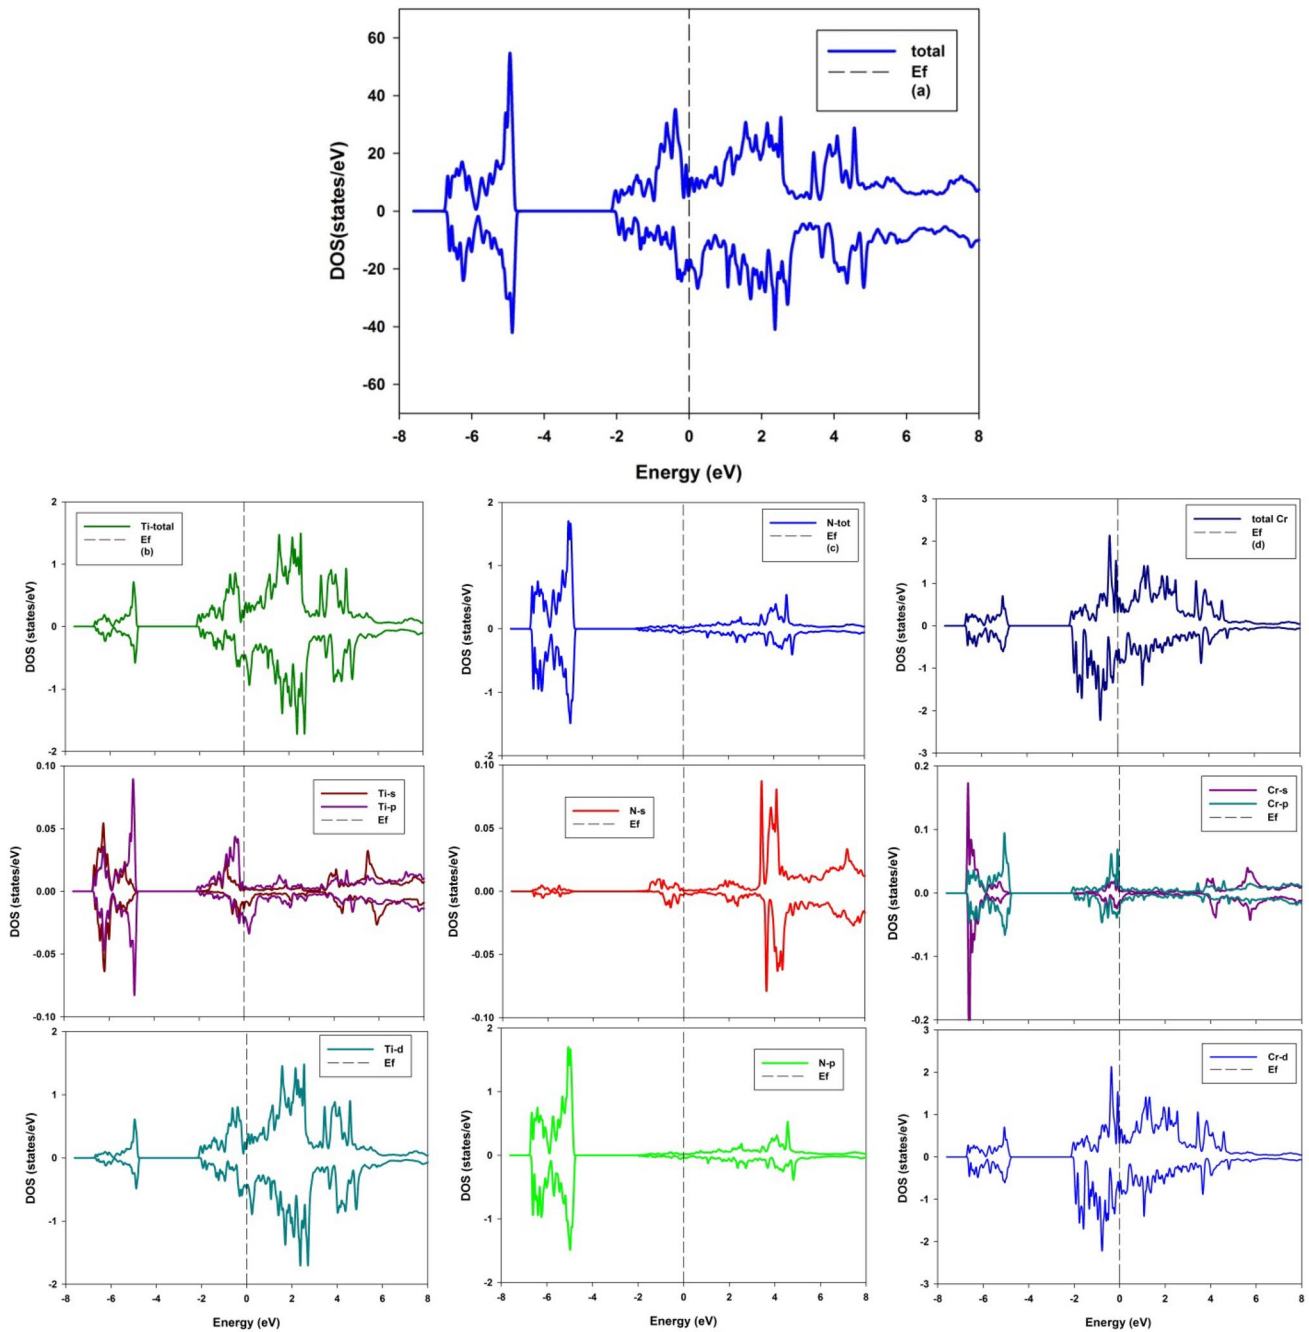 60
40
20
0
-20
-40
-60
DOS(states/eV)
total
Ef
(a)
-8 -6 -4 -2 0 2 4 6 8
Energy (eV)
2
1
0
-1
-2
DOS (states/eV)
Ti-total
Ef
(b)
2
1
0
-1
-2
DOS (states/eV)
N-tot
Ef
(c)
3
2
1
0
-1
-2
-3
DOS (states/eV)
total Cr
Ef
(d)
0.10
0.05
0.00
-0.05
-0.10
DOS (states/eV)
Ti-s
Ti-p
Ef
0.10
0.05
0.00
-0.05
-0.10
DOS (states/eV)
N-s
Ef
0.2
0.1
0.0
-0.1
-0.2
DOS (states/eV)
Cr-s
Cr-p
Ef
2
1
0
-1
-2
DOS (states/eV)
Ti-d
Ef
-8 -6 -4 -2 0 2 4 6 8
Energy (eV)
2
1
0
-1
-2
DOS (states/eV)
N-p
Ef
-8 -6 -4 -2 0 2 4 6 8
Energy (eV)
3
2
1
0
-1
-2
-3
DOS (states/eV)
Cr-d
Ef
-8 -6 -4 -2 0 2 4 6 8
Energy (eV)